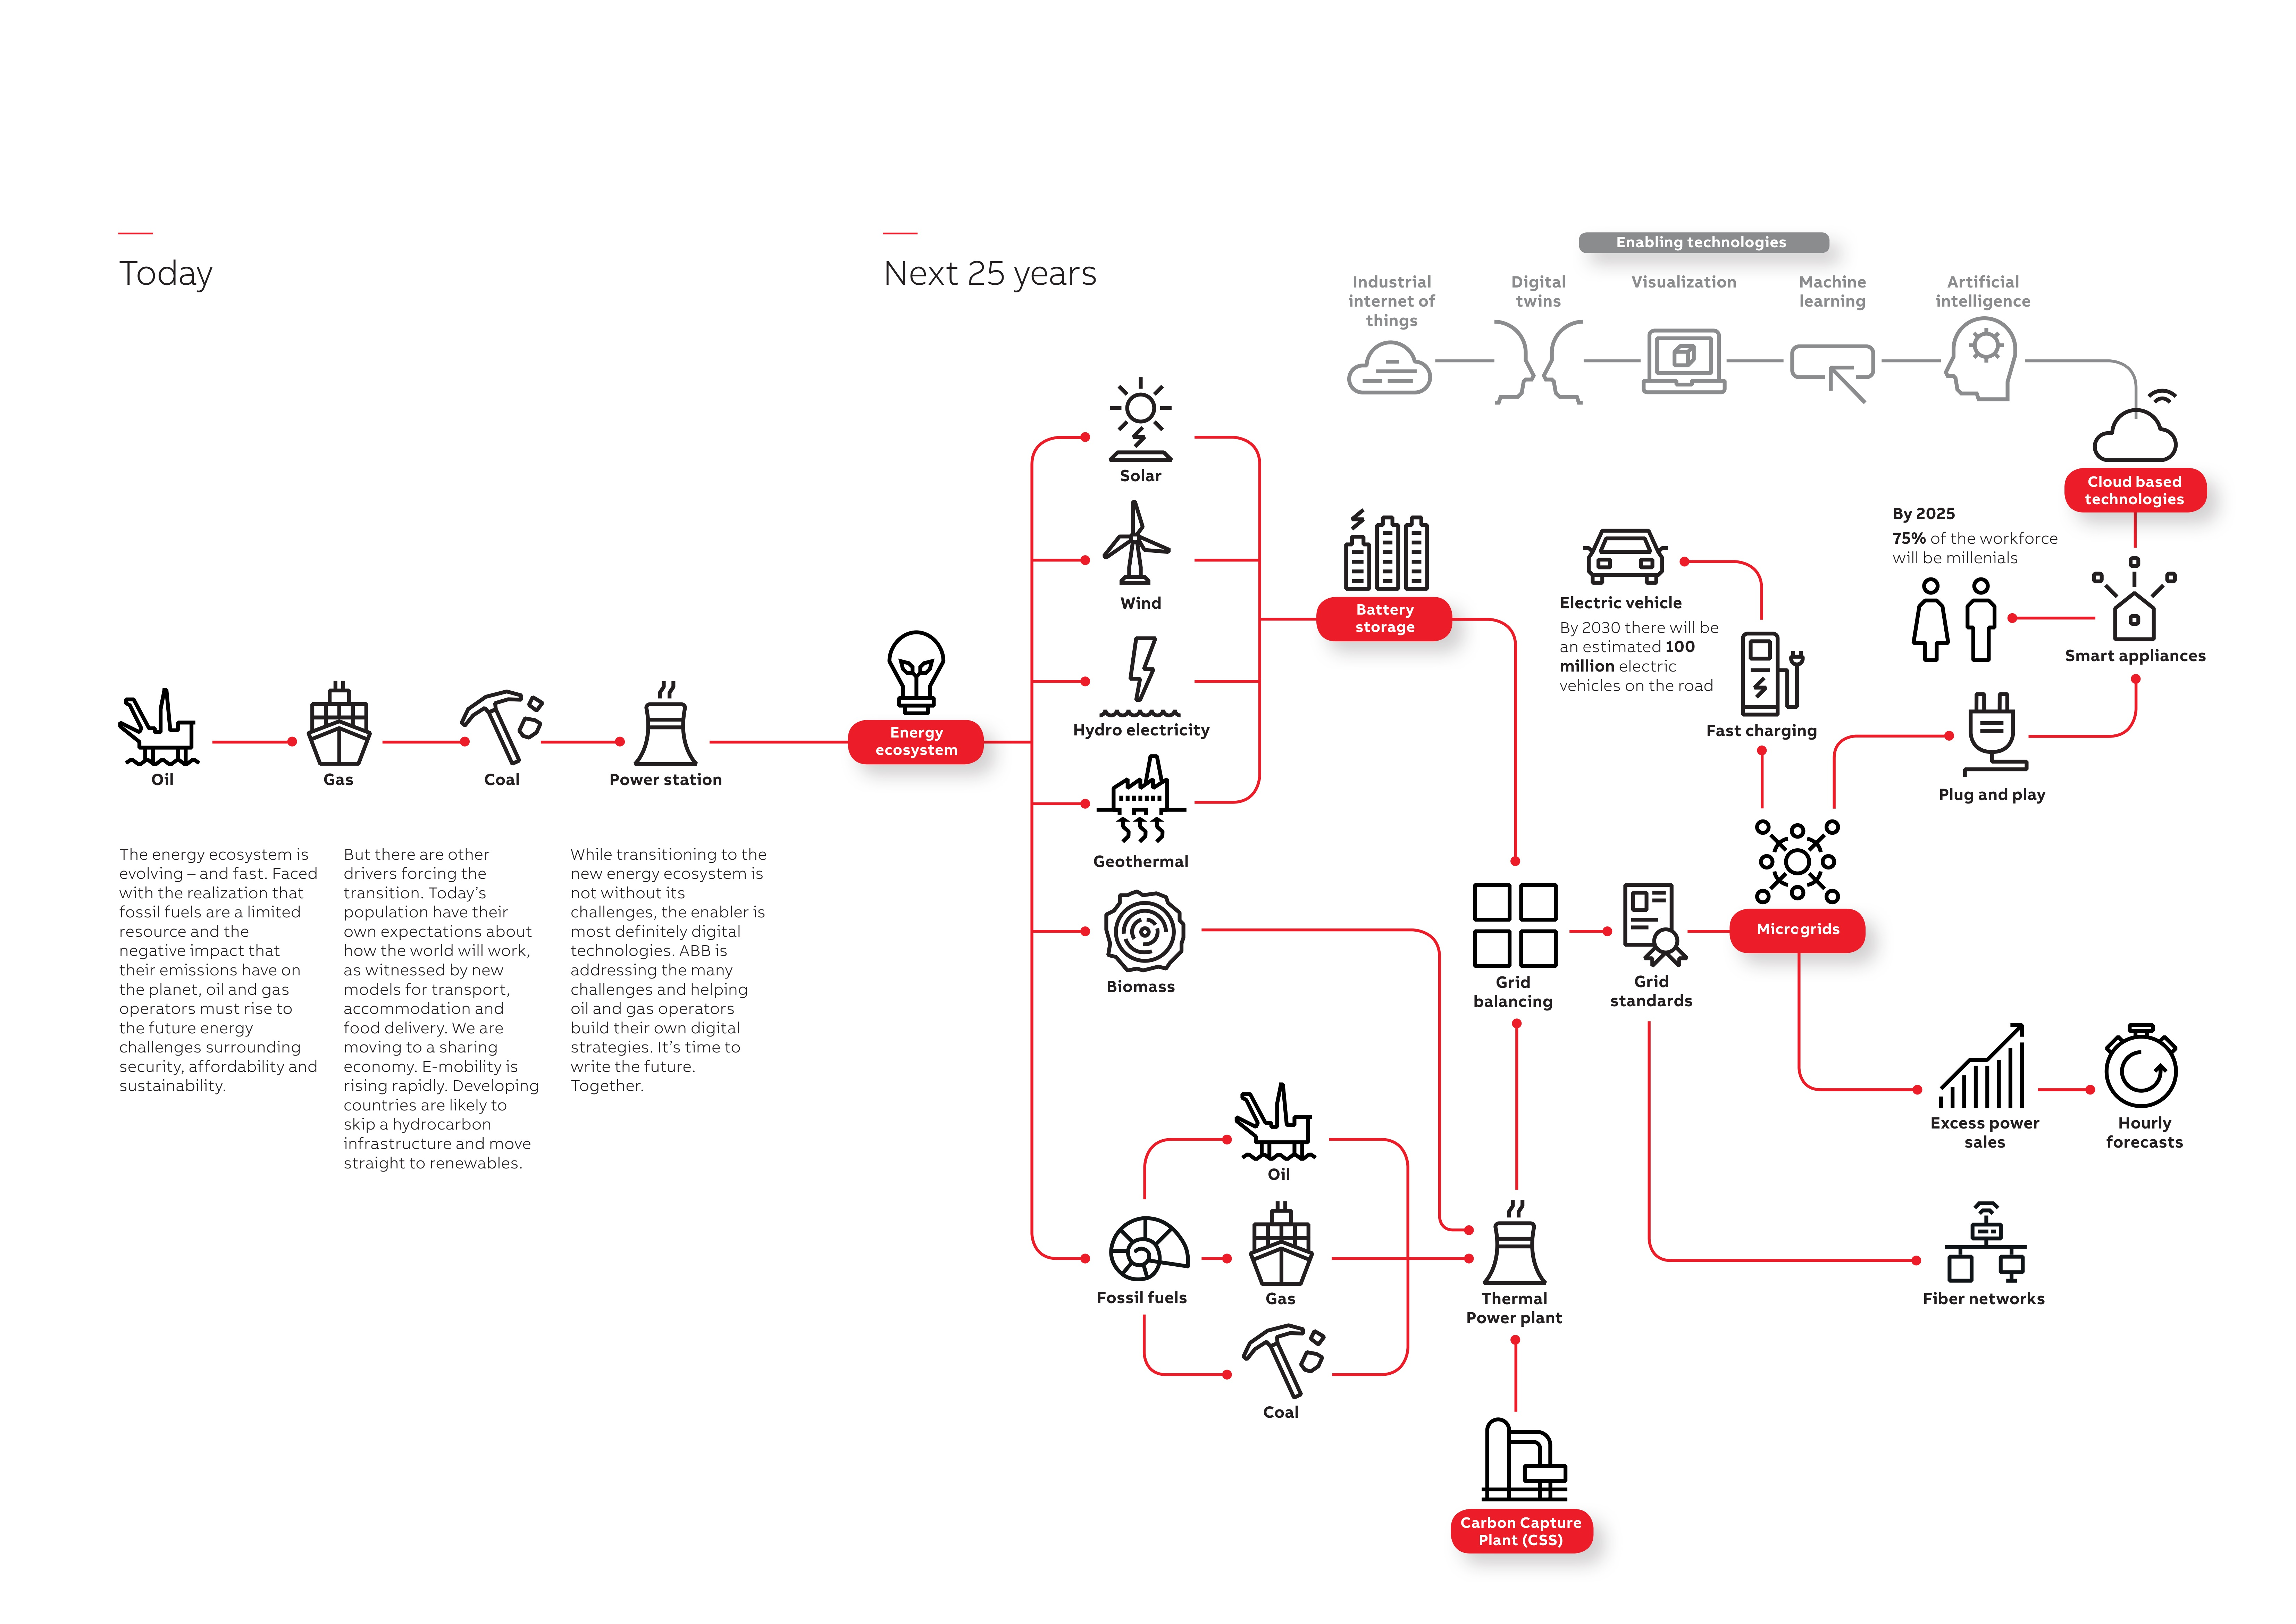 Today
Oil
Gas
Coal
Power station
The energy ecosystem is
evolving – and fast. Faced
with the realization that
fossil fuels are a limited
resource and the
negative impact that
their emissions have on
the planet, oil and gas
operators must rise to
the future energy
challenges surrounding
security, affordability and
sustainability.
But there are other
drivers forcing the
transition. Today’s
population have their
own expectations about
how the world will work,
as witnessed by new
models for transport,
accommodation and
food delivery. We are
moving to a sharing
economy. E-mobility is
rising rapidly. Developing
countries are likely to
skip a hydrocarbon
infrastructure and move
straight to renewables.
While transitioning to the
new energy ecosystem is
not without its
challenges, the enabler is
most definitely digital
technologies. ABB is
addressing the many
challenges and helping
oil and gas operators
build their own digital
strategies. It’s time to
write the future.
Together.
Next 25 years
Energy
ecosystem
Solar
Wind
Hydro electricity
Geothermal
Biomass
Fossil fuels
Oil
Gas
Coal
Battery
storage
Thermal
Power plant
Carbon Capture
Plant (CSS)
Grid
balancing
Grid
standards
Microgrids
Electric vehicle
By 2030 there will be
an estimated 100
million electric
vehicles on the road
Fast charging
Plug and play
By 2025
75% of the workforce
will be millenials
Smart appliances
Cloud based
technologies
Enabling technologies
Industrial
internet of
things
Digital
twins
Visualization
Machine
learning
Artificial
intelligence
Excess power
sales
Hourly
forecasts
Fiber networks